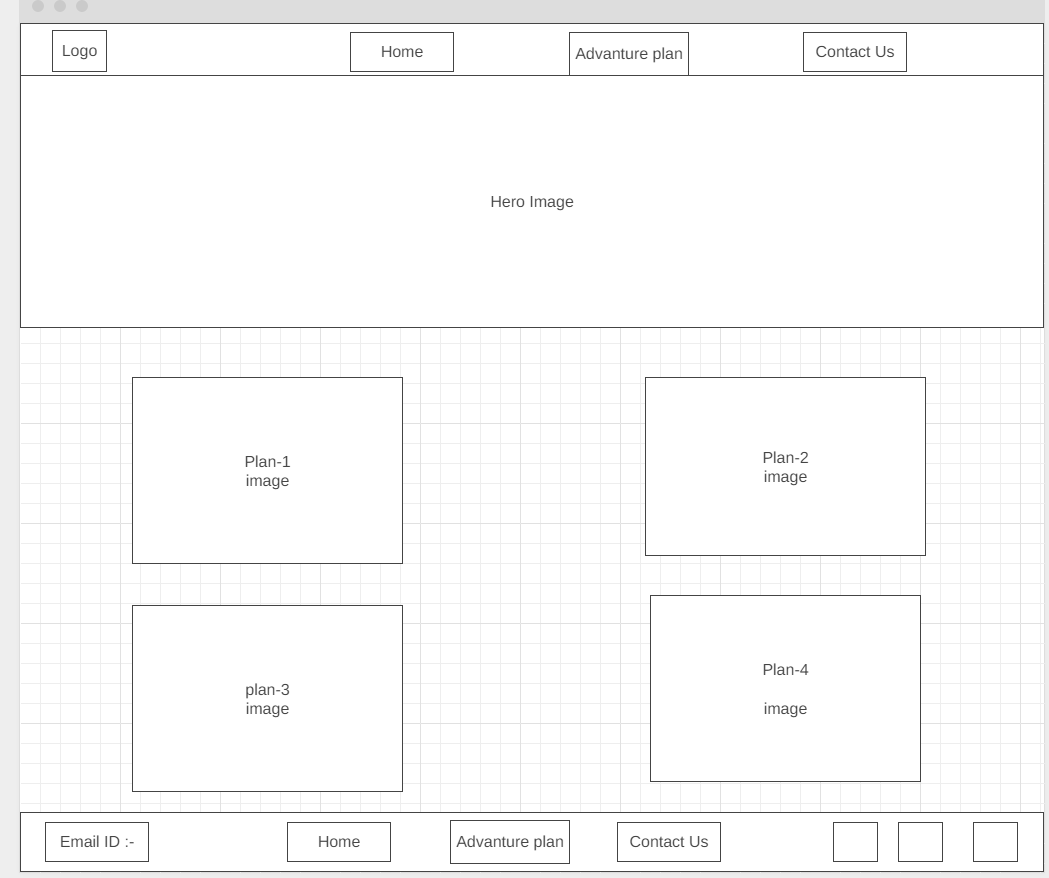 Logo
Home
Advanture plan
Contact Us
Hero Image
Plan-1
image
Plan-2
image
plan-3
image
Plan-4
image
Email ID :-
Home
Advanture plan
Contact Us